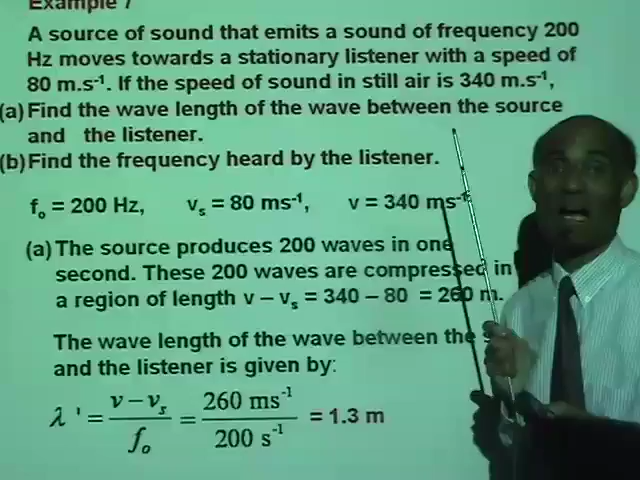 Example 7
A source of sound that emits a sound of frequency 200
Hz moves towards a stationary listener with a speed of
80 m.s⁻¹. If the speed of sound in still air is 340 m.s⁻¹,
(a) Find the wave length of the wave between the source
and the listener.
(b) Find the frequency heard by the listener.
fₒ = 200 Hz, vₛ = 80 ms⁻¹, v = 340 ms⁻¹
(a) The source produces 200 waves in one
second. These 200 waves are compressed in
a region of length v – vₛ = 340 – 80 = 260 m.
The wave length of the wave between the
and the listener is given by:
λ ' = (v – vₛ)/fₒ = 260 ms⁻¹/200 s⁻¹ = 1.3 m